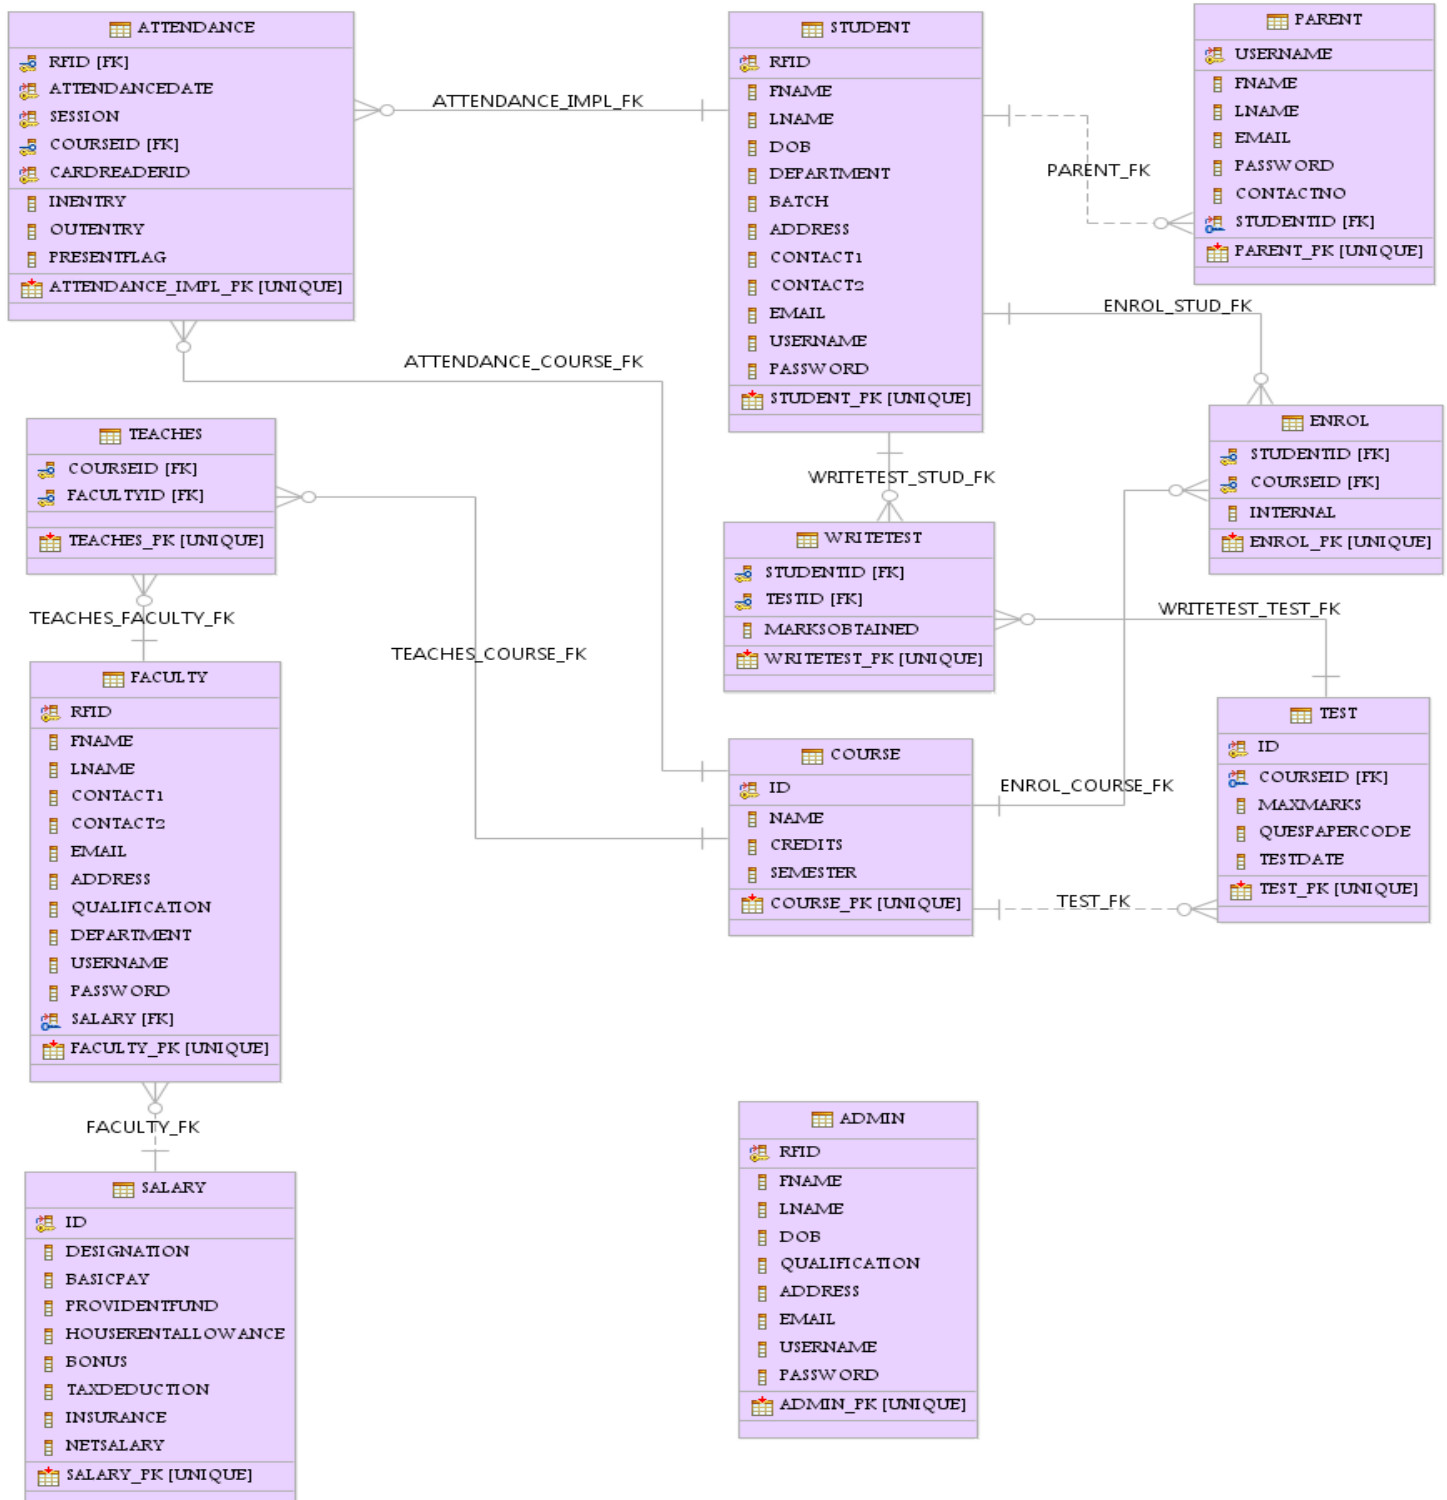 ATTENDANCE
RFID [FK]
ATTENDANCEDATE
SESSION
COURSEID [FK]
CARDREADERID
INENTRY
OUTENTRY
PRESENTFLAG
ATTENDANCE_IMPL_PK [UNIQUE]
ATTENDANCE_IMPL_FK
STUDENT
RFID
FNAME
LNAME
DOB
DEPARTMENT
BATCH
ADDRESS
CONTACT1
CONTACT2
EMAIL
USERNAME
PASSWORD
STUDENT_PK [UNIQUE]
PARENT_FK
PARENT
USERNAME
FNAME
LNAME
EMAIL
PASSWORD
CONTACTNO
STUDENTID [FK]
PARENT_PK [UNIQUE]
ENROL_STUD_FK
ATTENDANCE_COURSE_FK
TEACHES
COURSEID [FK]
FACULTYID [FK]
TEACHES_PK [UNIQUE]
WRITETEST_STUD_FK
ENROL
STUDENTID [FK]
COURSEID [FK]
INTERNAL
ENROL_PK [UNIQUE]
WRITETEST
STUDENTID [FK]
TESTID [FK]
MARKSOBTAINED
WRITETEST_PK [UNIQUE]
WRITETEST_TEST_FK
TEACHES_FACULTY_FK
TEACHES_COURSE_FK
FACULTY
RFID
FNAME
LNAME
CONTACT1
CONTACT2
EMAIL
ADDRESS
QUALIFICATION
DEPARTMENT
USERNAME
PASSWORD
SALARY [FK]
FACULTY_PK [UNIQUE]
COURSE
ID
NAME
CREDITS
SEMESTER
COURSE_PK [UNIQUE]
ENROL_COURSE_FK
TEST_FK
TEST
ID
COURSEID [FK]
MAXMARKS
QUESPAPERCODE
TESTDATE
TEST_PK [UNIQUE]
FACULTY_FK
SALARY
ID
DESIGNATION
BASICPAY
PROVIDENTFUND
HOUSERENTALLOWANCE
BONUS
TAXDEDUCTION
INSURANCE
NETSALARY
SALARY_PK [UNIQUE]
ADMIN
RFID
FNAME
LNAME
DOB
QUALIFICATION
ADDRESS
EMAIL
USERNAME
PASSWORD
ADMIN_PK [UNIQUE]